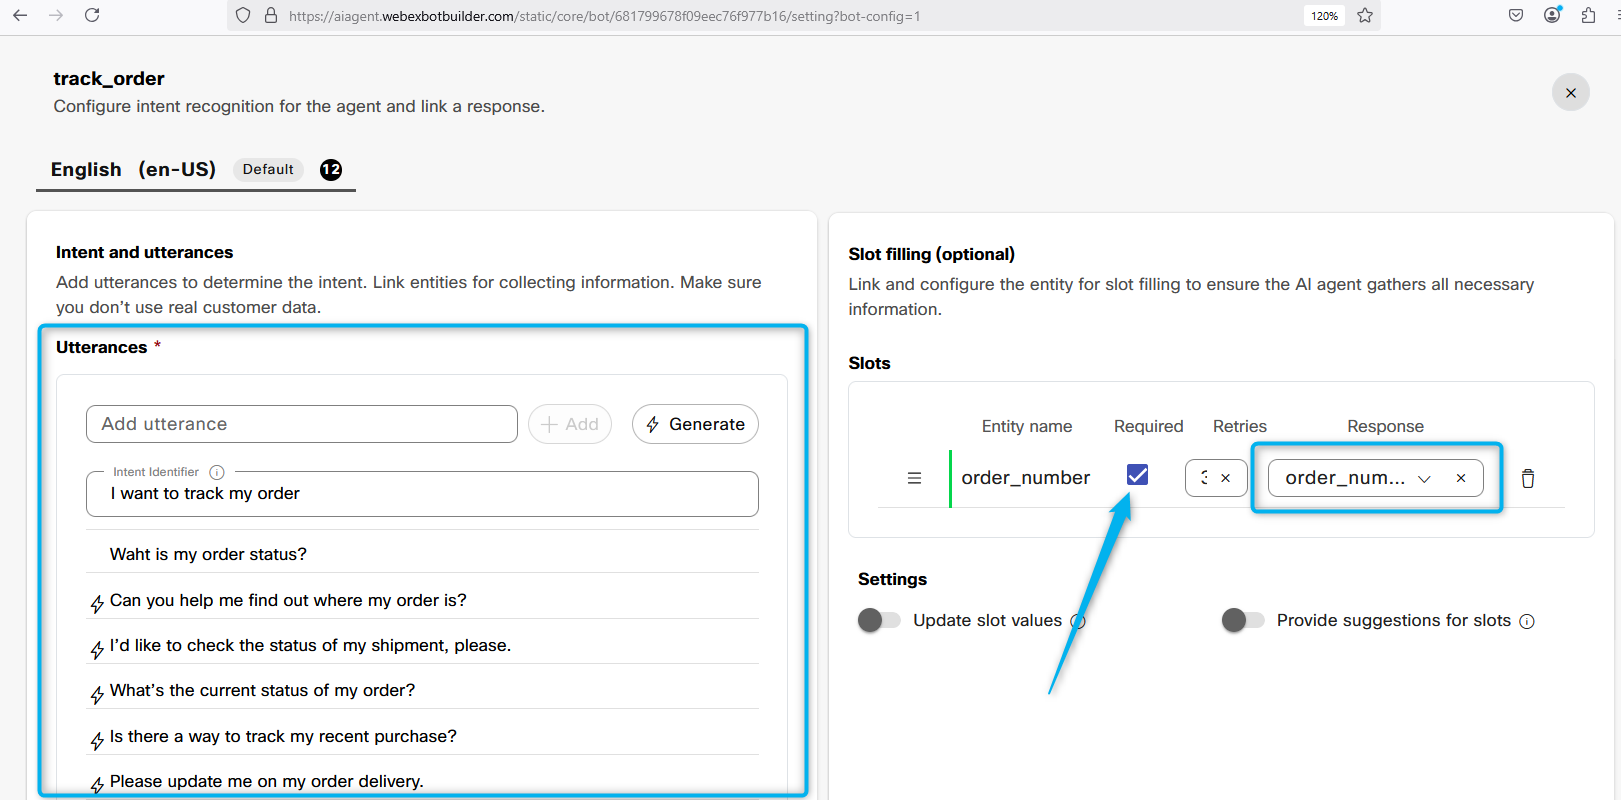 https://aiagent.webexbotbuilder.com/static/core/bot/681799678f09eec76f977b16/setting?bot-config=1
120%
track_order
Configure intent recognition for the agent and link a response.
English (en-US) Default 12
Intent and utterances
Add utterances to determine the intent. Link entities for collecting information. Make sure
you don’t use real customer data.
Utterances *
Add utterance
Add
Generate
Intent Identifier
I want to track my order
Waht is my order status?
Can you help me find out where my order is?
I’d like to check the status of my shipment, please.
What’s the current status of my order?
Is there a way to track my recent purchase?
Please update me on my order delivery.
Slot filling (optional)
Link and configure the entity for slot filling to ensure the AI agent gathers all necessary
information.
Slots
Entity name Required Retries Response
order_number 3 order_num...
Settings
Update slot values
Provide suggestions for slots